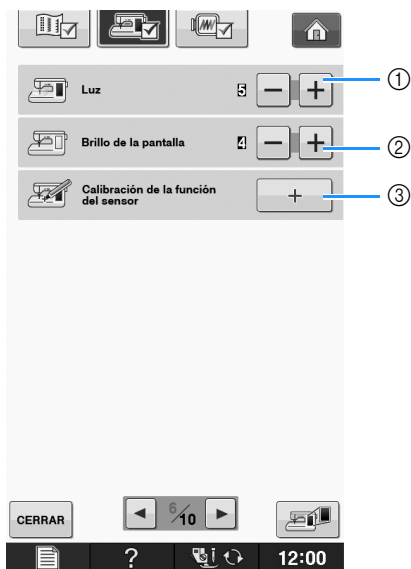 Luz 5 − + ①
Brillo de la pantalla 4 − + ②
Calibración de la función
del sensor + ③
CERRAR 6/10
? 12:00